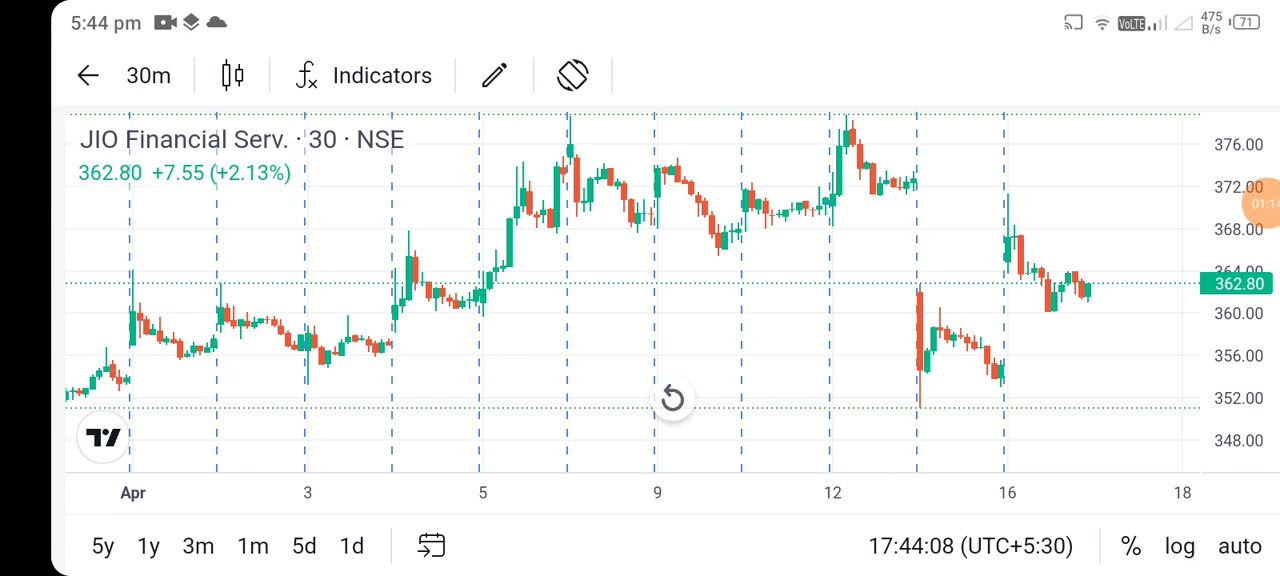 5:44 pm VoLTE 475 B/s 71
30m Indicators
JIO Financial Serv. · 30 · NSE
362.80 +7.55 (+2.13%)
376.00
372.00
01:14
368.00
364.00
362.80
360.00
356.00
352.00
348.00
Apr 3 5 9 12 16 18
5y 1y 3m 1m 5d 1d 17:44:08 (UTC+5:30) % log auto